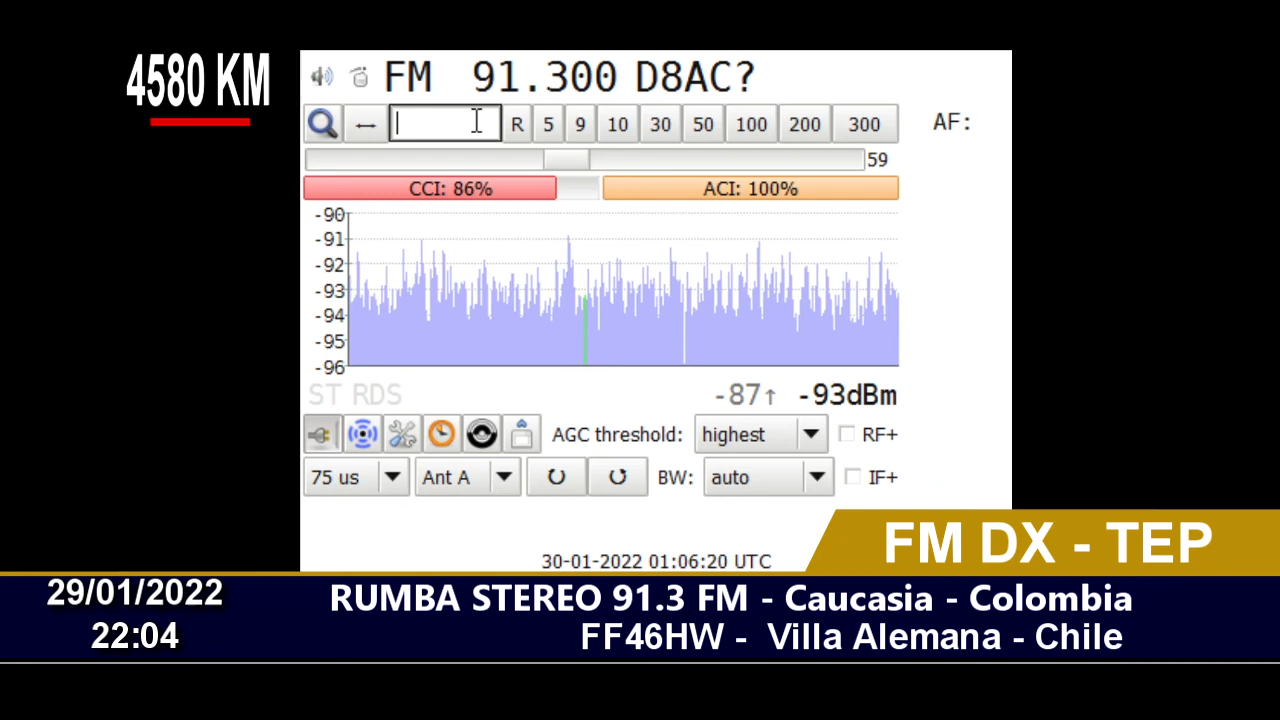 4580 KM
FM 91.300 D8AC?
R 5 9 10 30 50 100 200 300
AF:
59
CCI: 86% ACI: 100%
-90
-91
-92
-93
-94
-95
-96
ST RDS -87↑ -93dBm
AGC threshold: highest RF+
75 us Ant A BW: auto IF+
30-01-2022 01:06:20 UTC
FM DX - TEP
29/01/2022
22:04
RUMBA STEREO 91.3 FM - Caucasia - Colombia
FF46HW - Villa Alemana - Chile